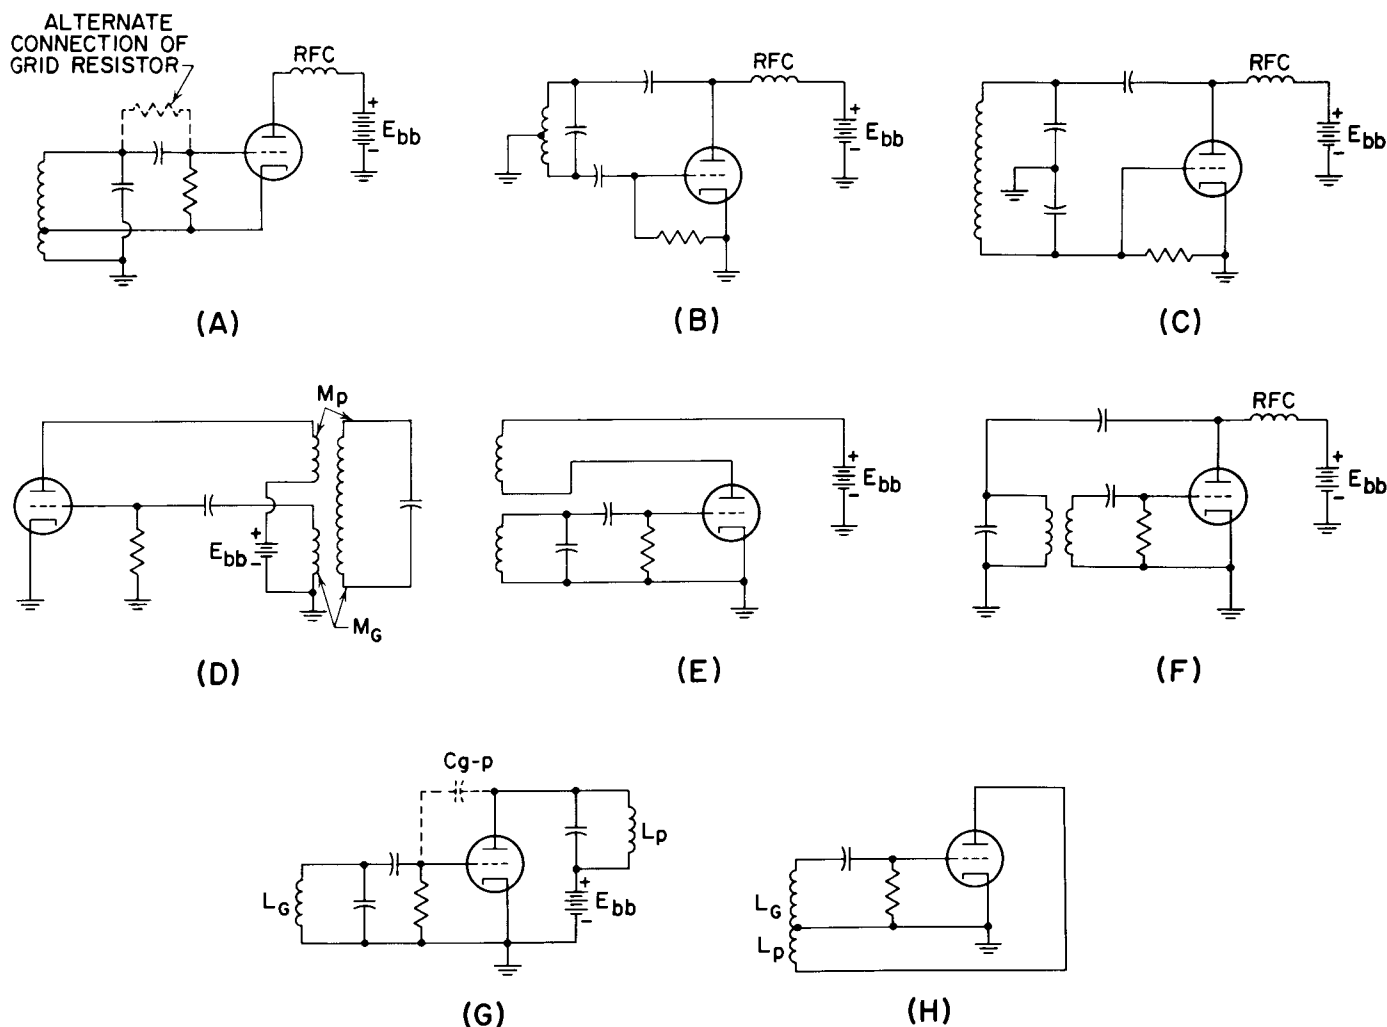 ALTERNATE
CONNECTION OF
GRID RESISTOR
RFC
+
Ebb
-
(A)
RFC
+
Ebb
-
(B)
RFC
+
Ebb
-
(C)
Mp
+
Ebb
-
MG
(D)
+
Ebb
-
(E)
RFC
+
Ebb
-
(F)
Cg-p
Lp
LG
+
Ebb
-
(G)
LG
Lp
(H)